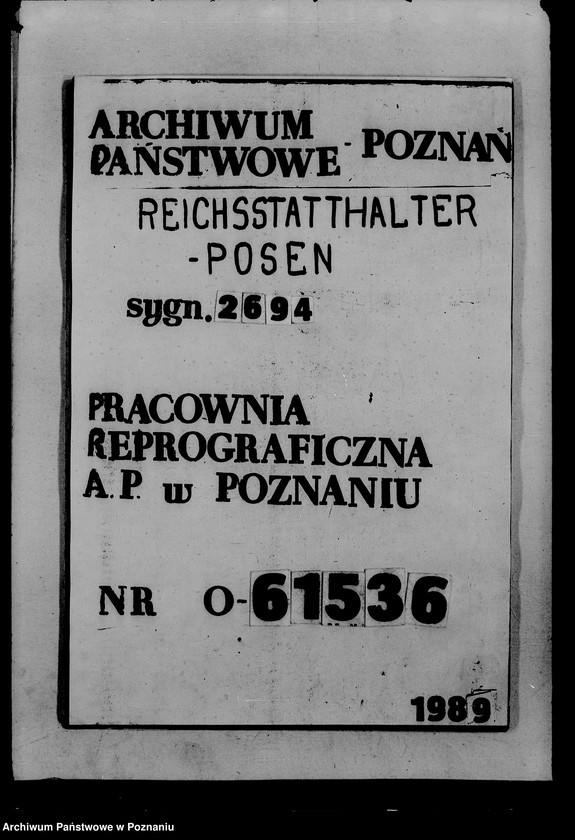 ARCHIWUM
PAŃSTWOWE - POZNAŃ
REICHSSTATTHALTER
-POSEN
sygn. 2694
PRACOWNIA
REPROGRAFICZNA
A. P. w POZNANIU
NR O-61536
1989
Archiwum Państwowe w Poznaniu